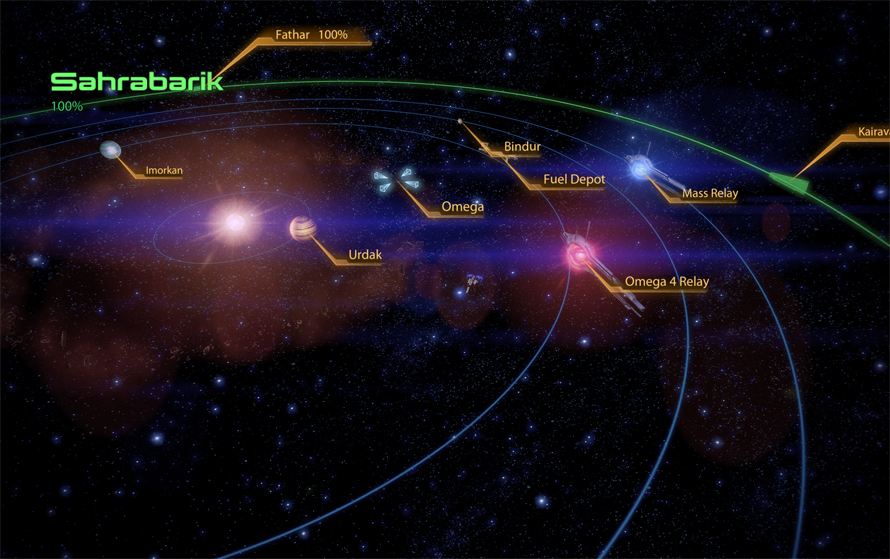 Fathar 100%
Sahrabarik
100%
Kairav
Bindur
Imorkan
Fuel Depot
Mass Relay
Omega
Urdak
Omega 4 Relay